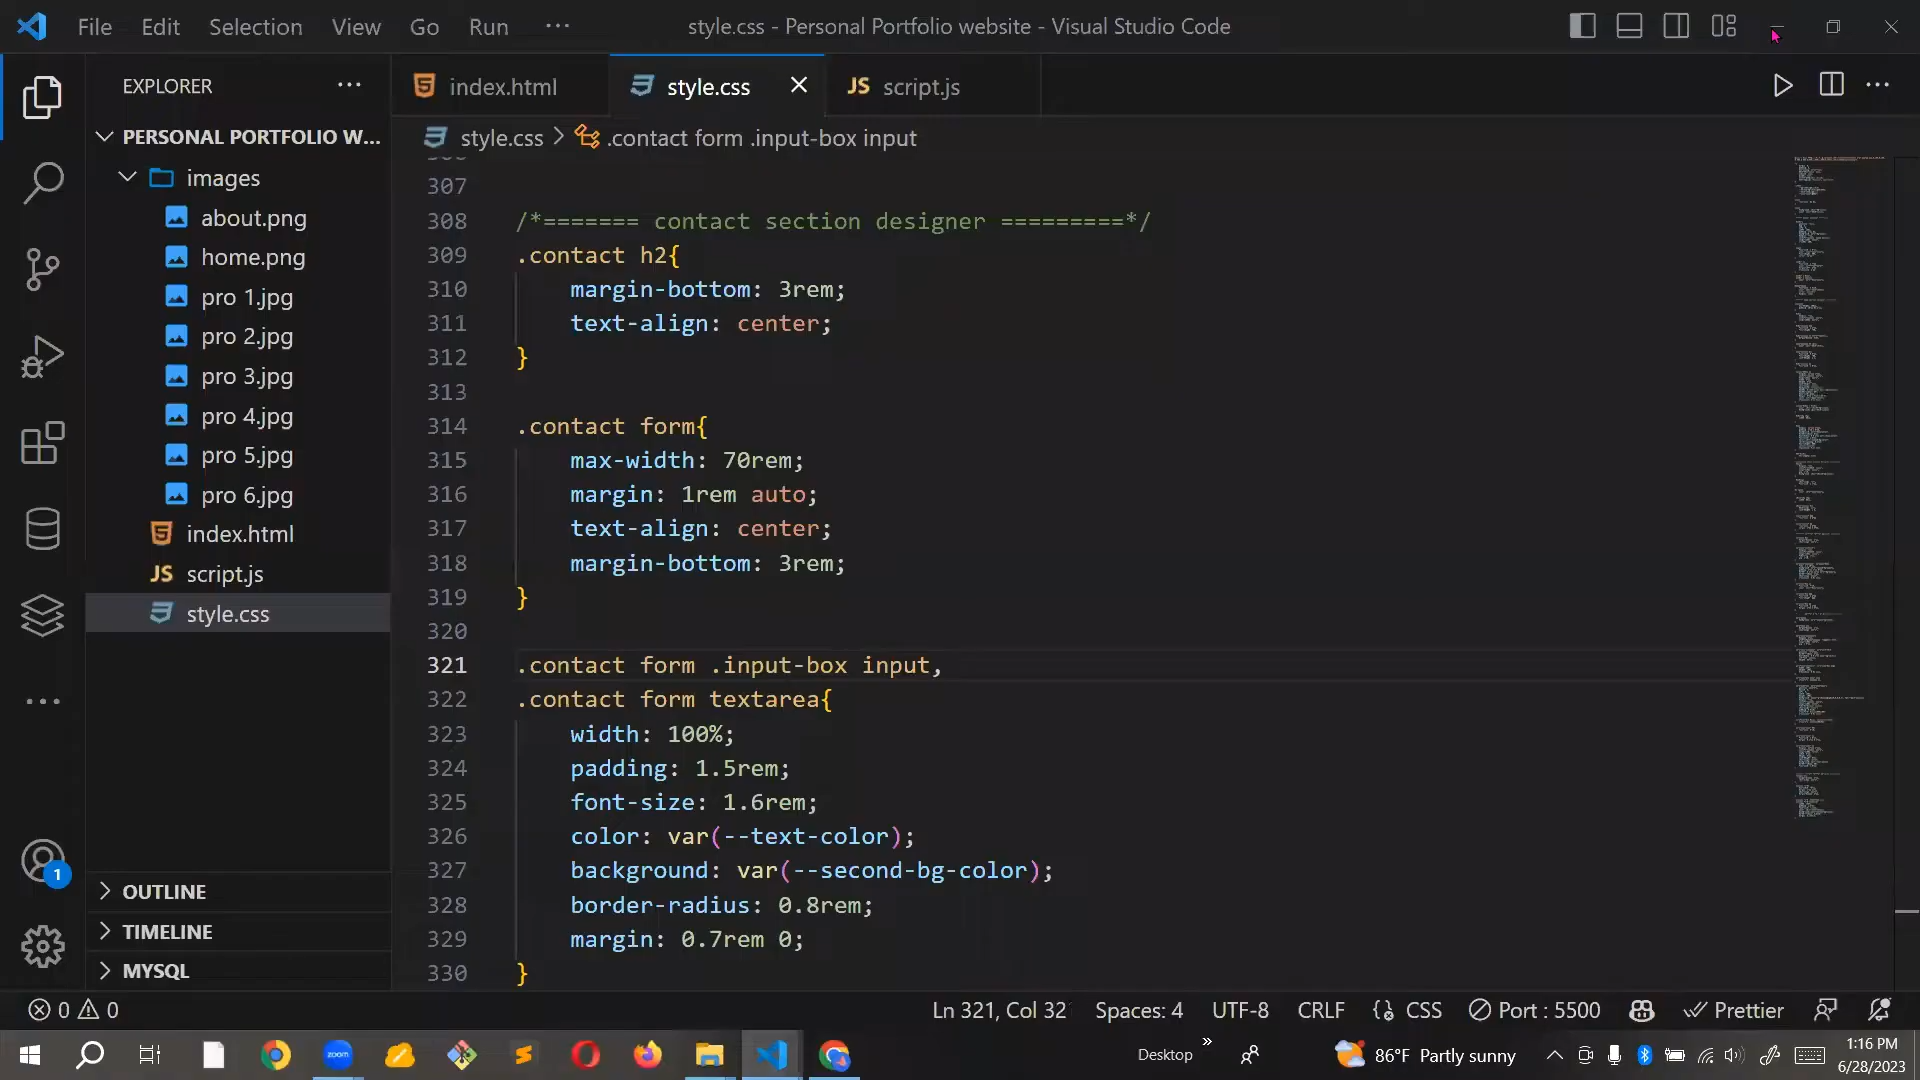 File Edit Selection View Go Run ···
style.css - Personal Portfolio website - Visual Studio Code
EXPLORER ···
index.html
style.css
JS script.js
PERSONAL PORTFOLIO W...
style.css > .contact form .input-box input
images
about.png
home.png
pro 1.jpg
pro 2.jpg
pro 3.jpg
pro 4.jpg
pro 5.jpg
pro 6.jpg
index.html
JS script.js
style.css
OUTLINE
TIMELINE
MYSQL
1
307
308 /*======= contact section designer =========*/
309 .contact h2{
310 margin-bottom: 3rem;
311 text-align: center;
312 }
313
314 .contact form{
315 max-width: 70rem;
316 margin: 1rem auto;
317 text-align: center;
318 margin-bottom: 3rem;
319 }
320
321 .contact form .input-box input,
322 .contact form textarea{
323 width: 100%;
324 padding: 1.5rem;
325 font-size: 1.6rem;
326 color: var(--text-color);
327 background: var(--second-bg-color);
328 border-radius: 0.8rem;
329 margin: 0.7rem 0;
330 }
0 0 Ln 321, Col 32 Spaces: 4 UTF-8 CRLF CSS Port : 5500 Prettier
zoom
Desktop
86°F Partly sunny
1:16 PM
6/28/2023